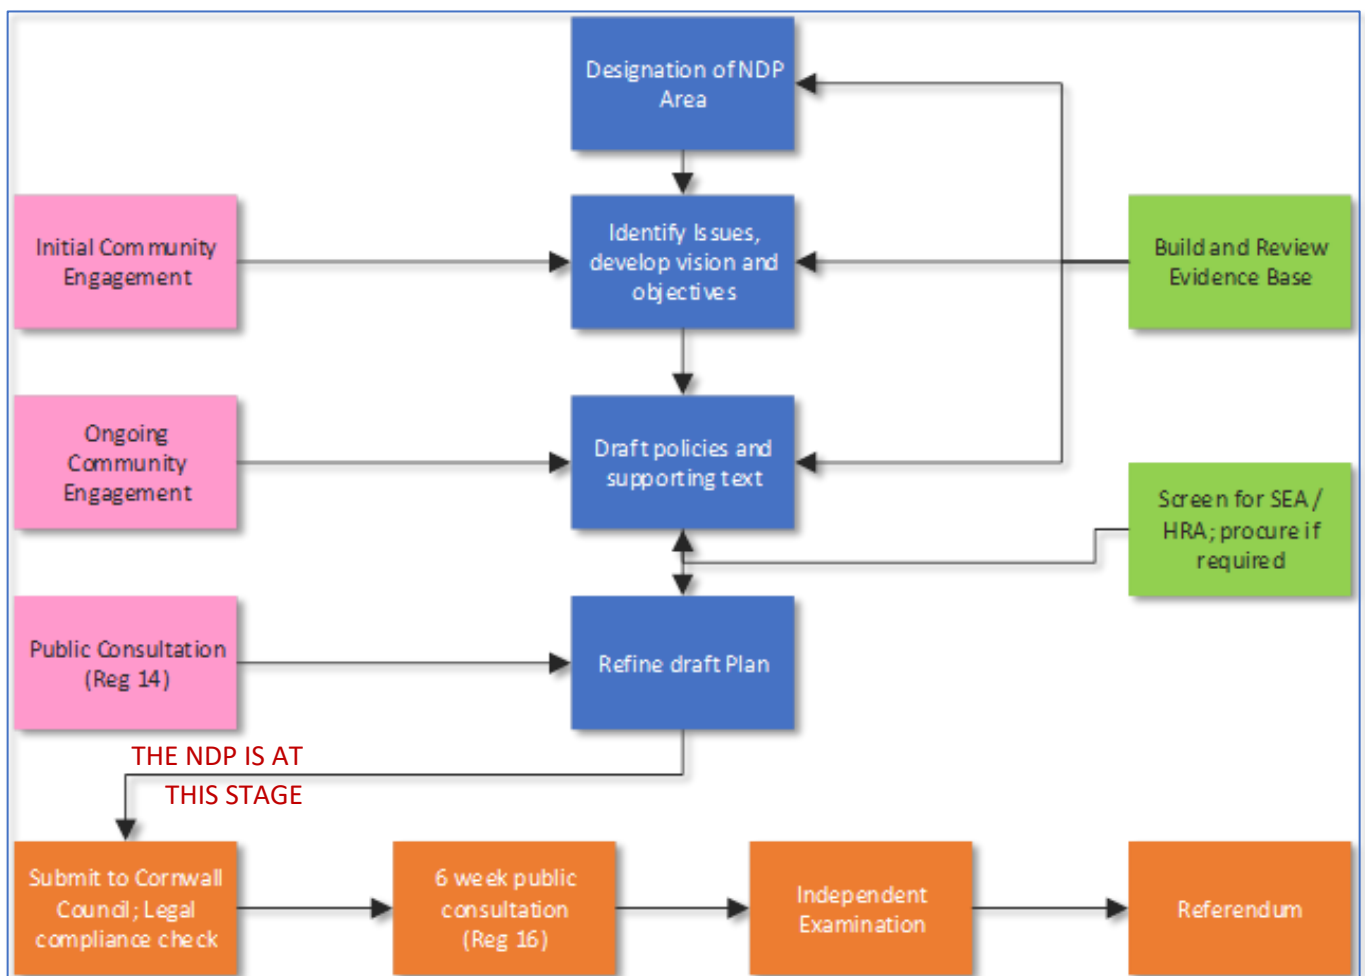 Designation of NDP
Area
Initial Community
Engagement
Identify Issues,
develop vision and
objectives
Build and Review
Evidence Base
Ongoing
Community
Engagement
Draft policies and
supporting text
Screen for SEA /
HRA; procure if
required
Public Consultation
(Reg 14)
Refine draft Plan
THE NDP IS AT
THIS STAGE
Submit to Cornwall
Council; Legal
compliance check
6 week public
consultation
(Reg 16)
Independent
Examination
Referendum